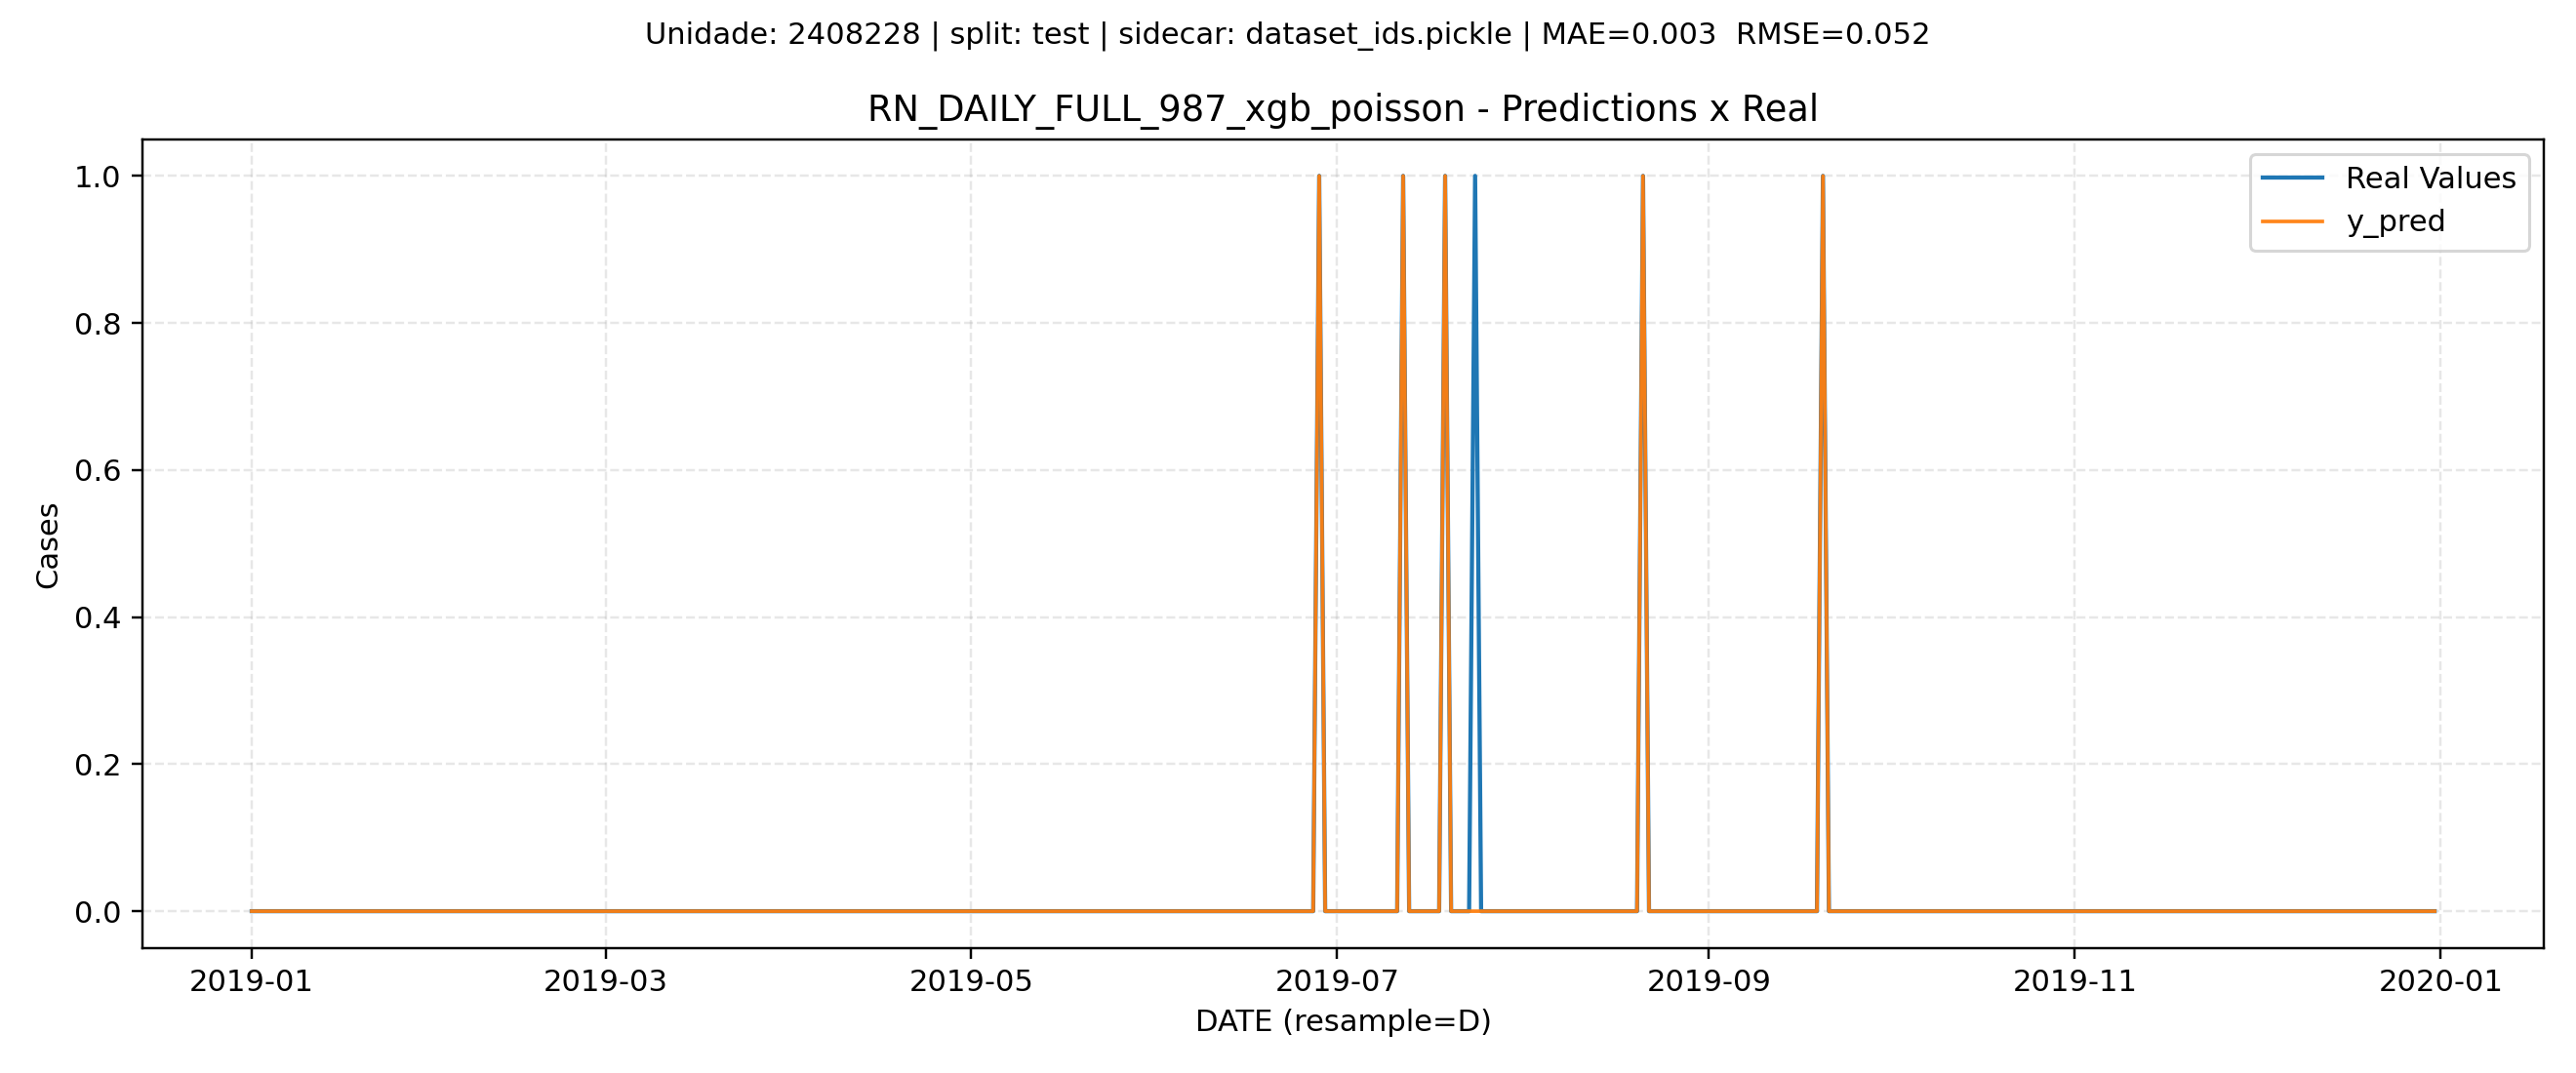 Unidade: 2408228 | split: test | sidecar: dataset_ids.pickle | MAE=0.003  RMSE=0.052
RN_DAILY_FULL_987_xgb_poisson - Predictions x Real
Real Values
y_pred
1.0
0.8
0.6
0.4
0.2
0.0
Cases
2019-01
2019-03
2019-05
2019-07
2019-09
2019-11
2020-01
DATE (resample=D)